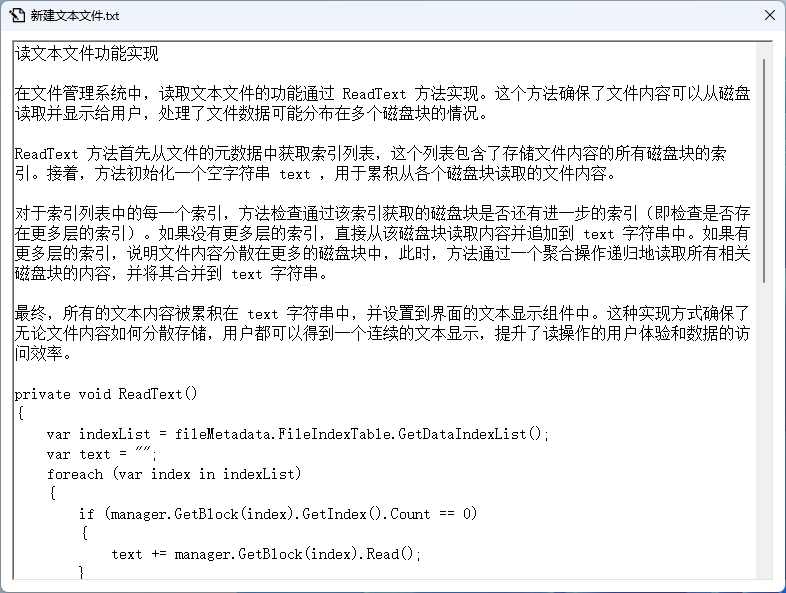 新建文本文件.txt
读文本文件功能实现
在文件管理系统中，读取文本文件的功能通过 ReadText 方法实现。这个方法确保了文件内容可以从磁盘
读取并显示给用户，处理了文件数据可能分布在多个磁盘块的情况。
ReadText 方法首先从文件的元数据中获取索引列表，这个列表包含了存储文件内容的所有磁盘块的索
引。接着，方法初始化一个空字符串 text ，用于累积从各个磁盘块读取的文件内容。
对于索引列表中的每一个索引，方法检查通过该索引获取的磁盘块是否还有进一步的索引（即检查是否存
在更多层的索引）。如果没有更多层的索引，直接从该磁盘块读取内容并追加到 text 字符串中。如果有
更多层的索引，说明文件内容分散在更多的磁盘块中，此时，方法通过一个聚合操作递归地读取所有相关
磁盘块的内容，并将其合并到 text 字符串。
最终，所有的文本内容被累积在 text 字符串中，并设置到界面的文本显示组件中。这种实现方式确保了
无论文件内容如何分散存储，用户都可以得到一个连续的文本显示，提升了读操作的用户体验和数据的访
问效率。
private void ReadText()
{
    var indexList = fileMetadata.FileIndexTable.GetDataIndexList();
    var text = "";
    foreach (var index in indexList)
    {
        if (manager.GetBlock(index).GetIndex().Count == 0)
        {
            text += manager.GetBlock(index).Read();
        }